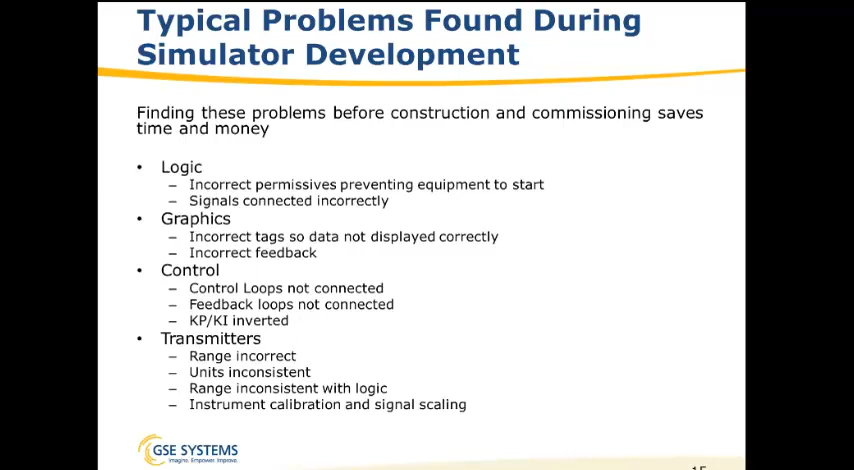 Typical Problems Found During
Simulator Development
Finding these problems before construction and commissioning saves
time and money
• Logic
– Incorrect permissives preventing equipment to start
– Signals connected incorrectly
• Graphics
– Incorrect tags so data not displayed correctly
– Incorrect feedback
• Control
– Control Loops not connected
– Feedback loops not connected
– KP/KI inverted
• Transmitters
– Range incorrect
– Units inconsistent
– Range inconsistent with logic
– Instrument calibration and signal scaling
GSE SYSTEMS
Imagine. Empower. Improve.
15